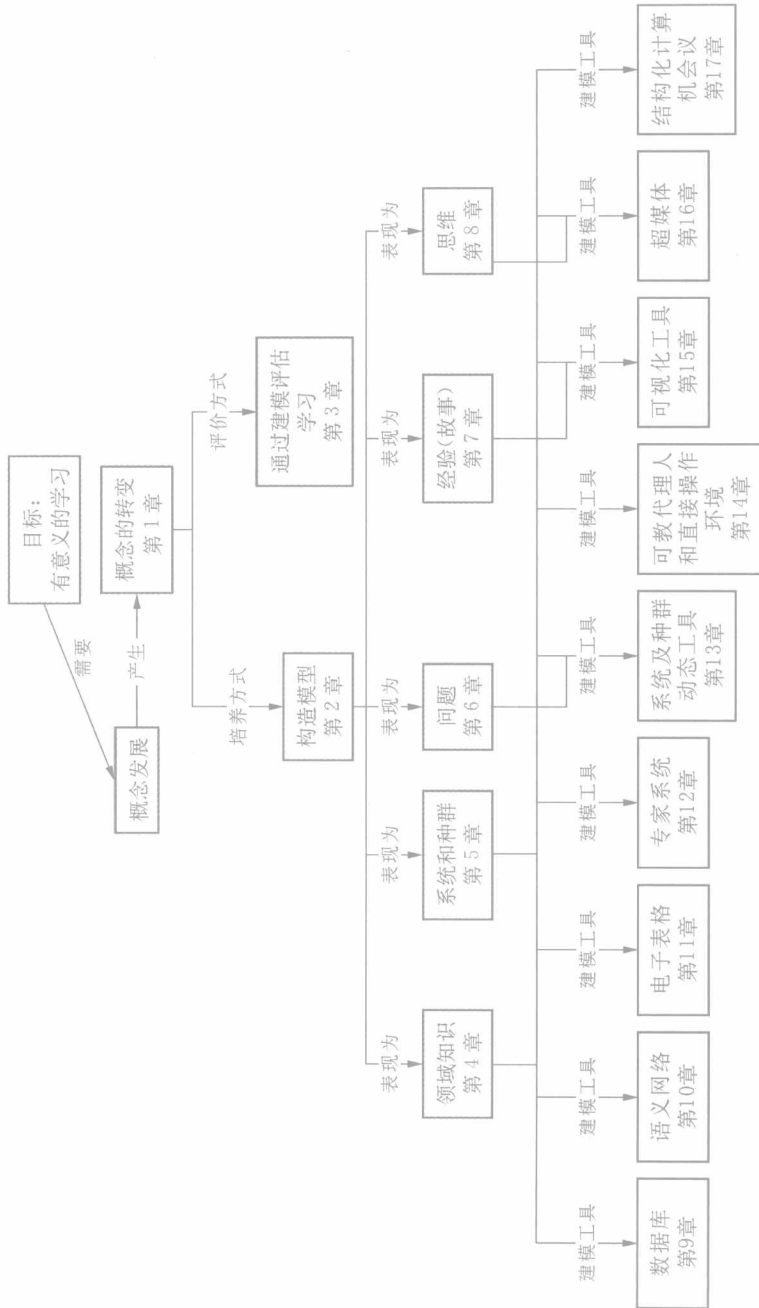 目标：
有意义的学习
需要
概念发展
产生
概念的转变
第1章
培养方式
评价方式
构造模型
第2章
通过建模评估
学习
第3章
表现为
表现为
表现为
表现为
表现为
领域知识
第4章
系统和种群
第5章
问题
第6章
经验(故事)
第7章
思维
第8章
建模工具
建模工具
建模工具
建模工具
建模工具
建模工具
建模工具
建模工具
建模工具
数据库
第9章
语义网络
第10章
电子表格
第11章
专家系统
第12章
系统及种群
动态工具
第13章
可教代理人
和直接操作
环境
第14章
可视化工具
第15章
超媒体
第16章
结构化计算
机会议
第17章